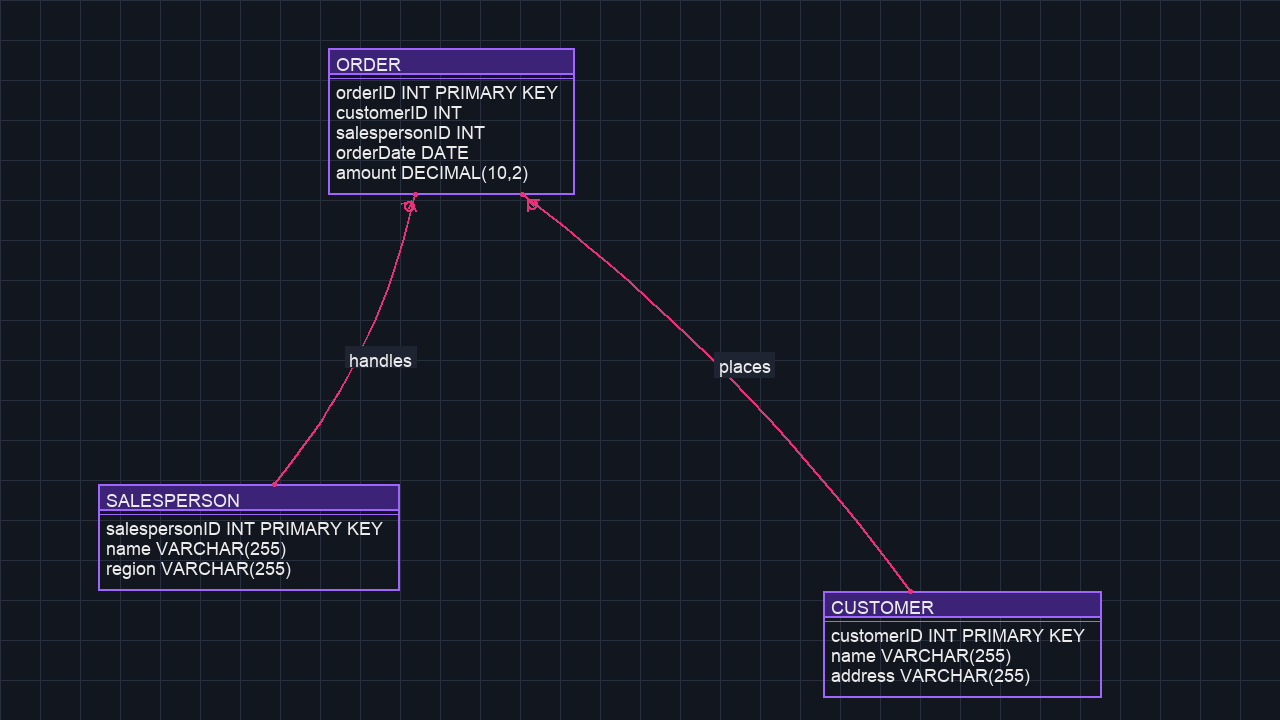 ORDER
orderID INT PRIMARY KEY
customerID INT
salespersonID INT
orderDate DATE
amount DECIMAL(10,2)
handles
places
SALESPERSON
salespersonID INT PRIMARY KEY
name VARCHAR(255)
region VARCHAR(255)
CUSTOMER
customerID INT PRIMARY KEY
name VARCHAR(255)
address VARCHAR(255)